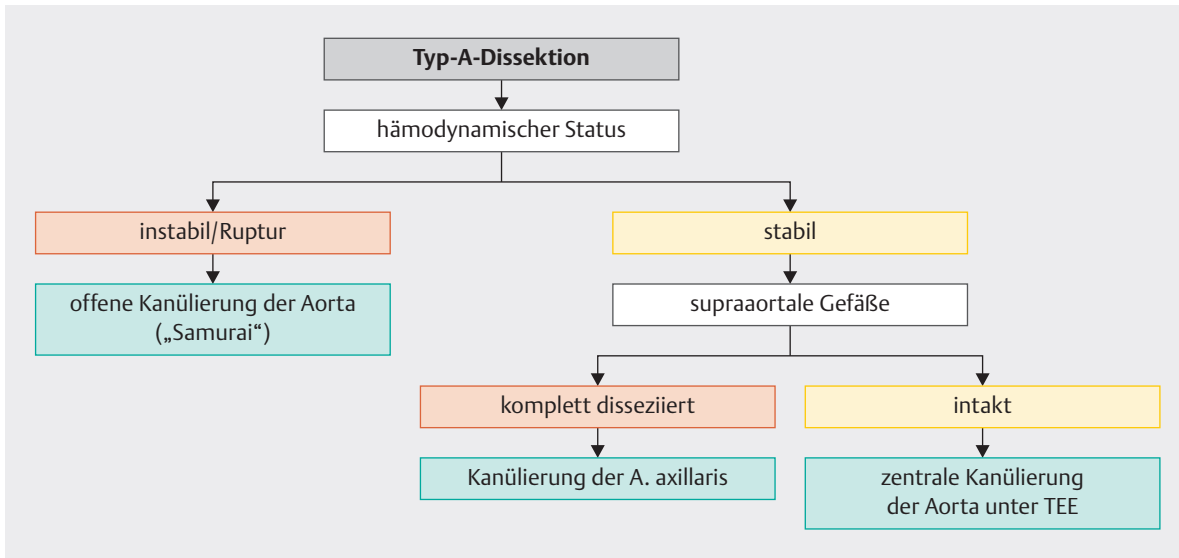 Typ-A-Dissektion
hämodynamischer Status
instabil/Ruptur
stabil
offene Kanülierung der Aorta
(„Samurai“)
supraaortale Gefäße
komplett disseziiert
intakt
Kanülierung der A. axillaris
zentrale Kanülierung
der Aorta unter TEE